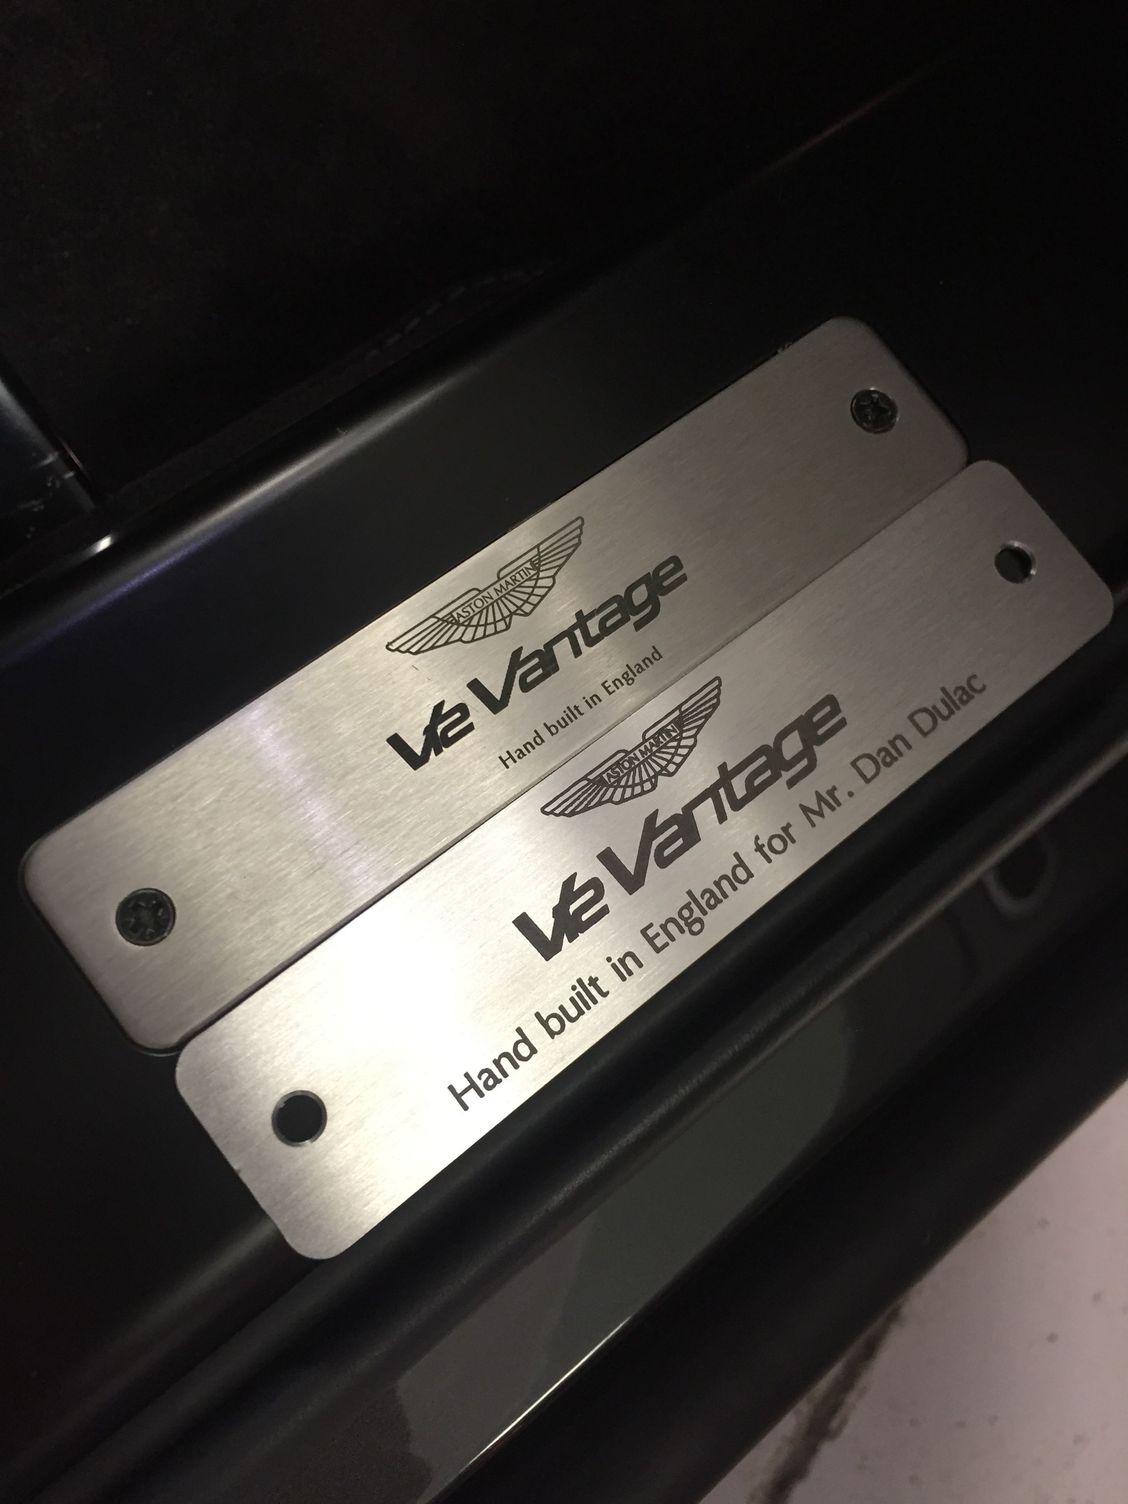 ASTON MARTIN
V12 Vantage
Hand built in England
ASTON MARTIN
V12 Vantage
Hand built in England for Mr. Dan Dulac